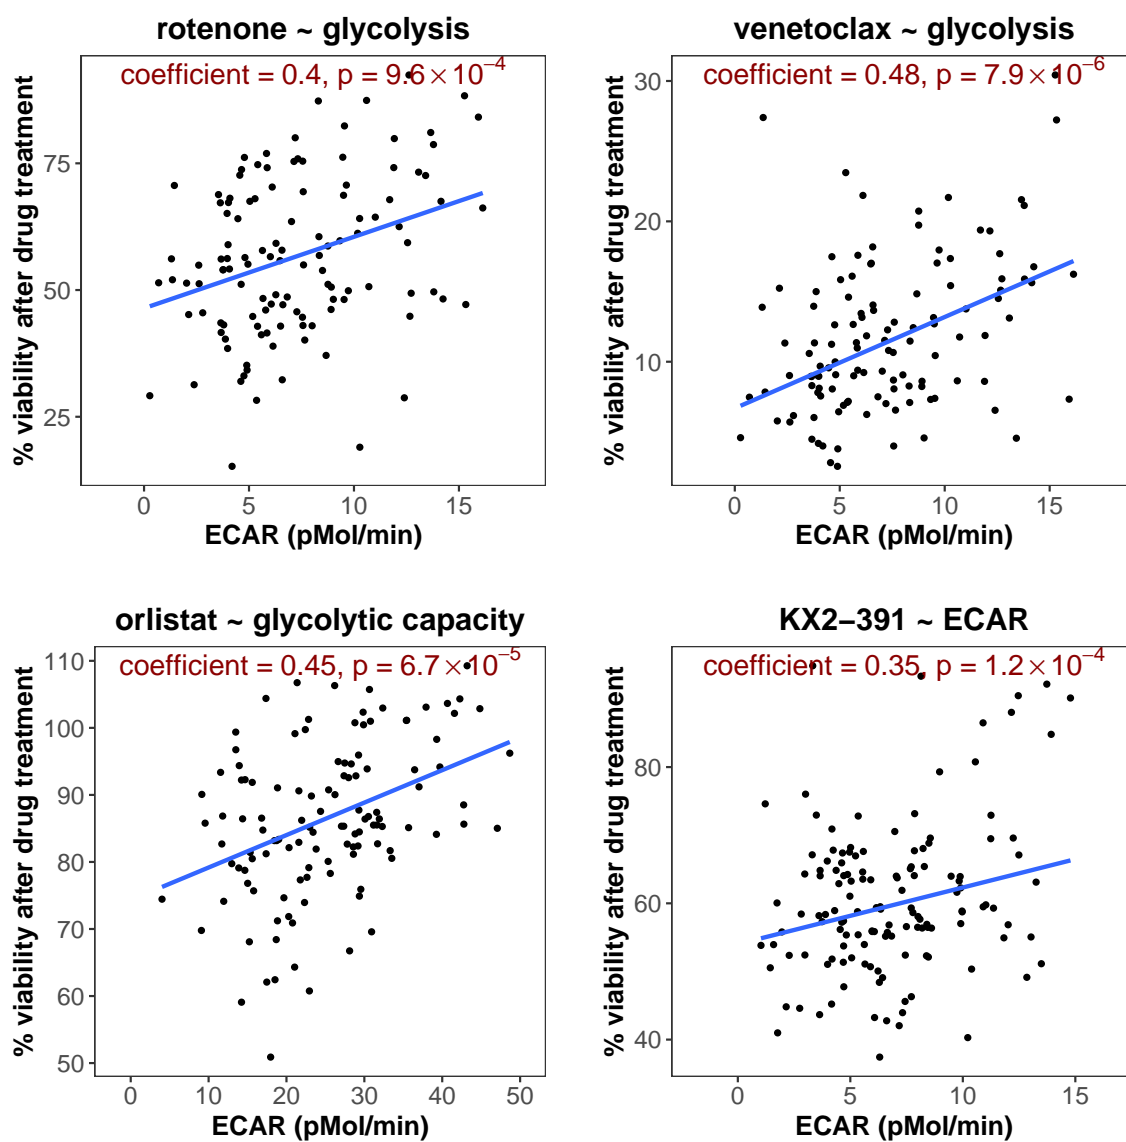 rotenone ~ glycolysis
coefficient = 0.4, p = 9.6×10⁻⁴
75
50
25
% viability after drug treatment
0 5 10 15
ECAR (pMol/min)
venetoclax ~ glycolysis
coefficient = 0.48, p = 7.9×10⁻⁶
30
20
10
% viability after drug treatment
0 5 10 15
ECAR (pMol/min)
orlistat ~ glycolytic capacity
coefficient = 0.45, p = 6.7×10⁻⁵
110
100
90
80
70
60
50
% viability after drug treatment
0 10 20 30 40 50
ECAR (pMol/min)
KX2−391 ~ ECAR
coefficient = 0.35, p = 1.2×10⁻⁴
80
60
40
% viability after drug treatment
0 5 10 15
ECAR (pMol/min)